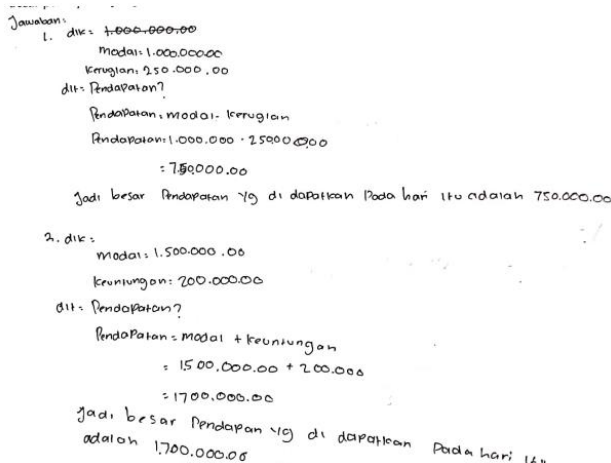 Jawaban:
1. dik: 1.000.000.00
modal: 1.000.000.00
Kerugian: 250.000.00
dit: Pendapatan?
Pendapatan: modal - kerugian
Pendapatan: 1.000.000 - 250.000.00
: 750.000.00
Jadi besar Pendapatan yg di dapatkan Pada hari itu adalah 750.000.00
2. dik:
modal: 1.500.000.00
keuntungan: 200.000.00
dit: Pendapatan?
Pendapatan = modal + keuntungan
= 1500.000.00 + 200.000
= 1700.000.00
Jadi besar Pendapan yg di dapatkan Pada hari itu
adalah 1.700.000.00